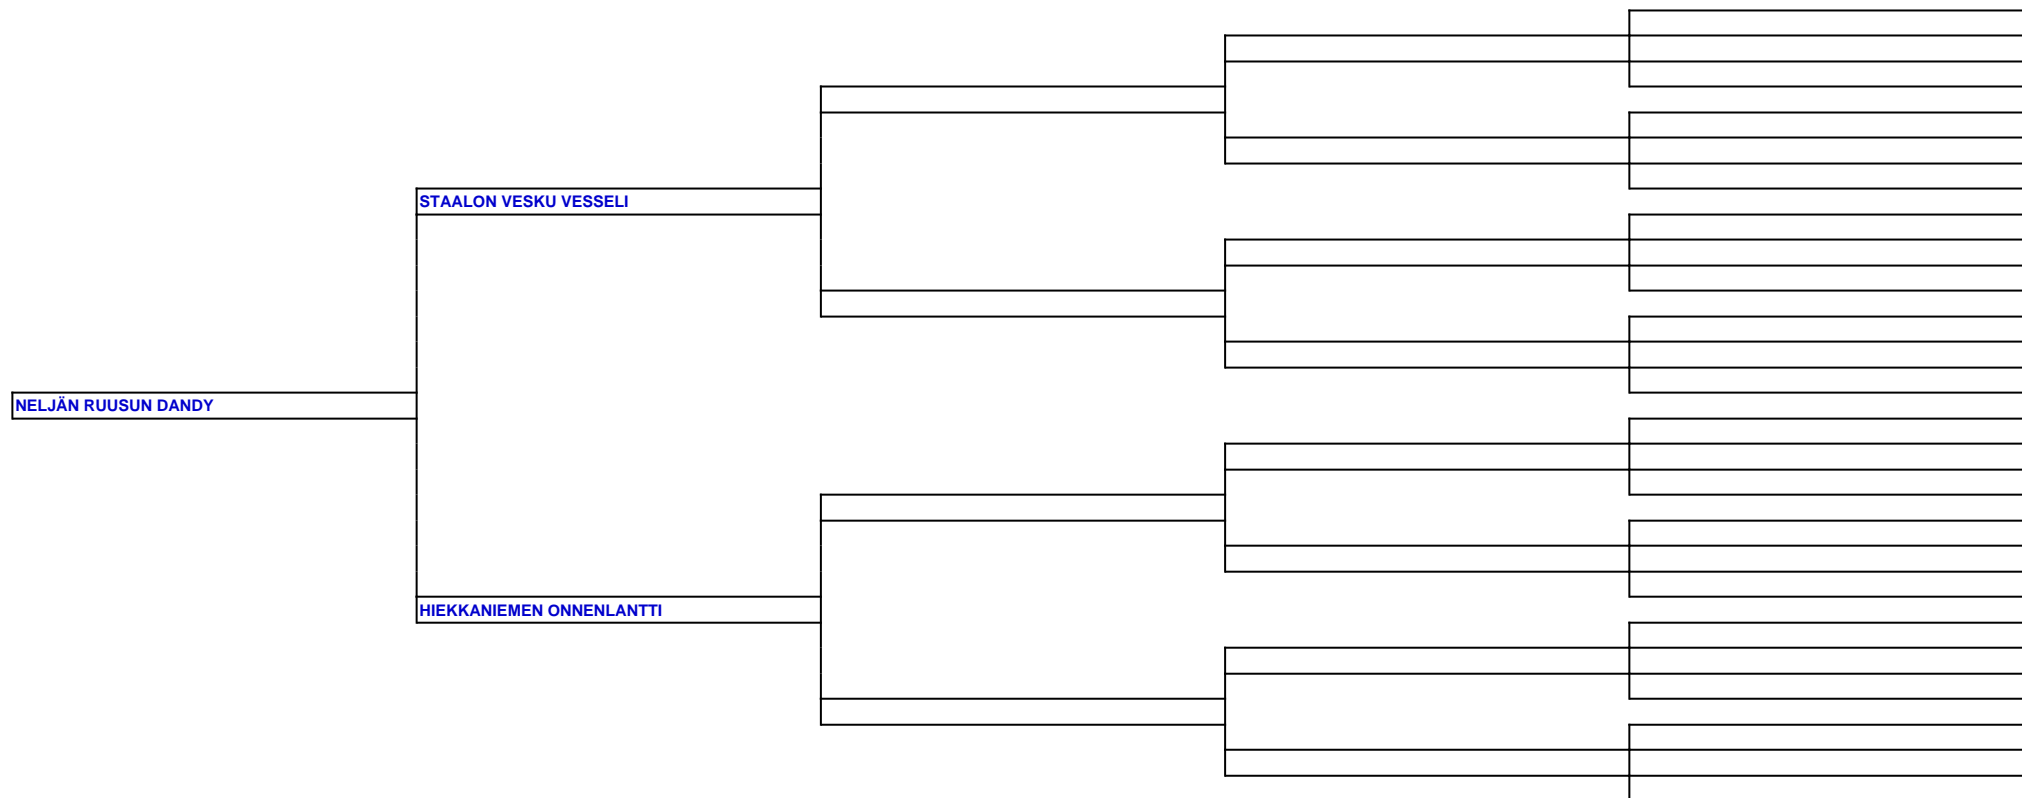 STAALON VESKU VESSELI
NELJÄN RUUSUN DANDY
HIEKKANIEMEN ONNENLANTTI